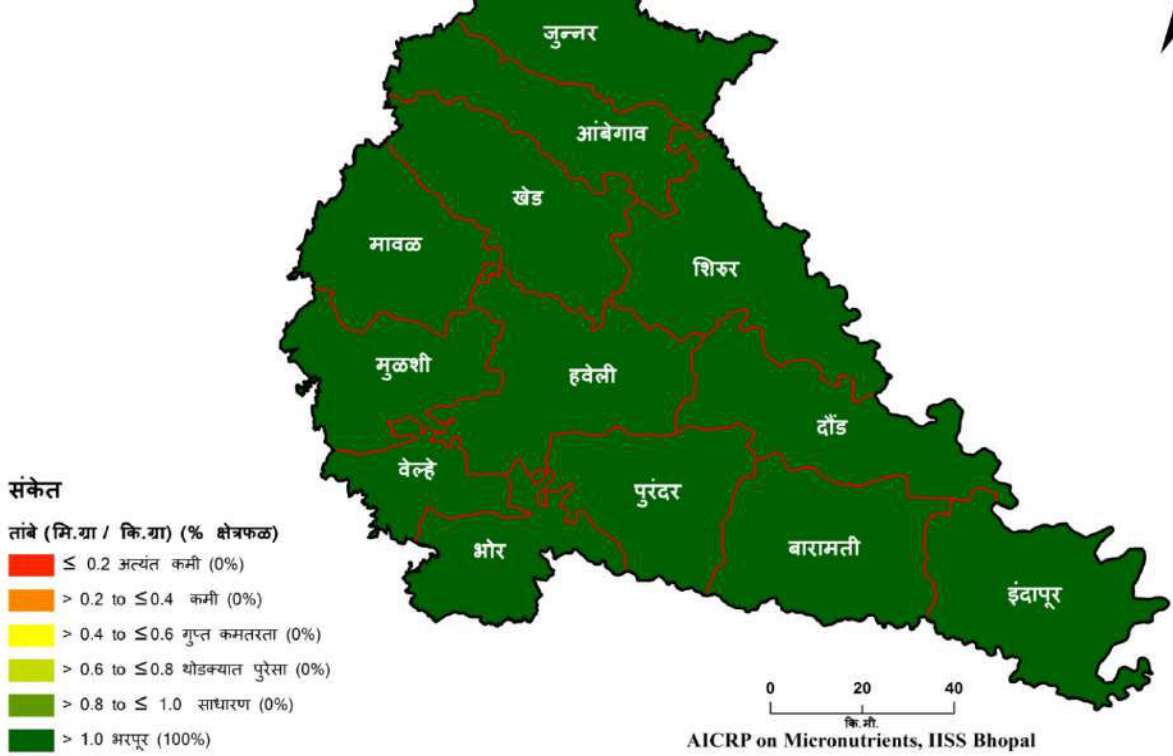 जुन्नर
आंबेगाव
खेड
मावळ
शिरुर
मुळशी
हवेली
दौंड
वेल्हे
पुरंदर
भोर
बारामती
इंदापूर
संकेत
तांबे (मि.ग्रा / कि.ग्रा) (% क्षेत्रफळ)
≤ 0.2 अत्यंत कमी (0%)
> 0.2 to ≤0.4 कमी (0%)
> 0.4 to ≤0.6 गुप्त कमतरता (0%)
> 0.6 to ≤0.8 थोडक्यात पुरेसा (0%)
> 0.8 to ≤ 1.0 साधारण (0%)
> 1.0 भरपूर (100%)
0 20 40
कि.मी.
AICRP on Micronutrients, IISS Bhopal